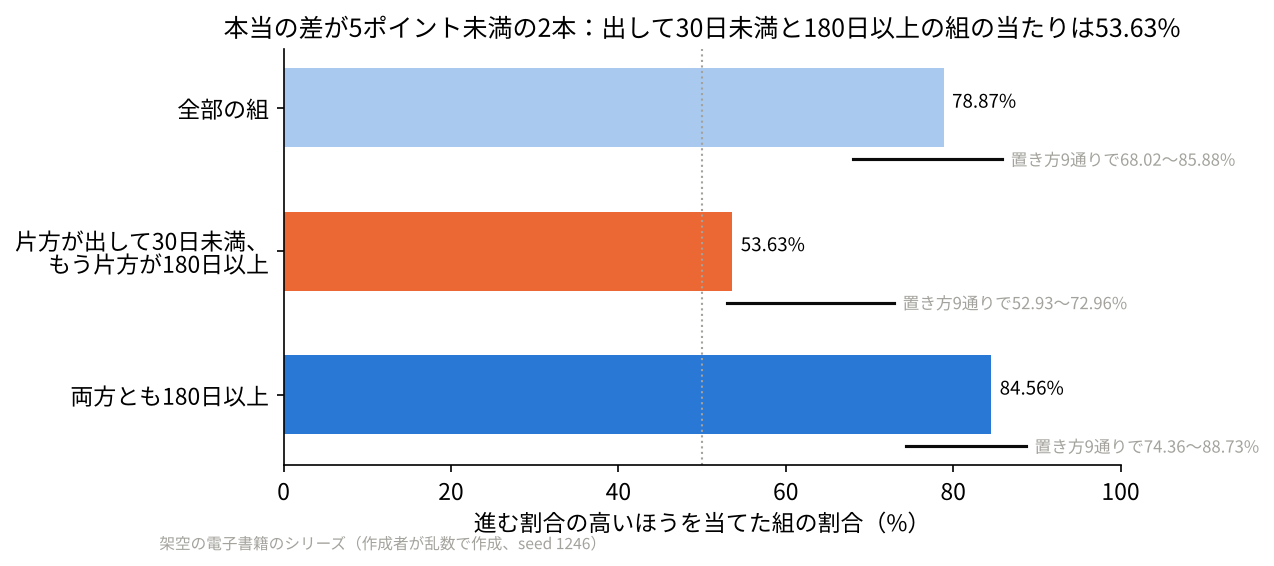 本当の差が5ポイント未満の2本：出して30日未満と180日以上の組の当たりは53.63%
全部の組
78.87%
置き方9通りで68.02〜85.88%
片方が出して30日未満、
もう片方が180日以上
53.63%
置き方9通りで52.93〜72.96%
両方とも180日以上
84.56%
置き方9通りで74.36〜88.73%
0 20 40 60 80 100
進む割合の高いほうを当てた組の割合（%）
架空の電子書籍のシリーズ（作成者が乱数で作成、seed 1246）